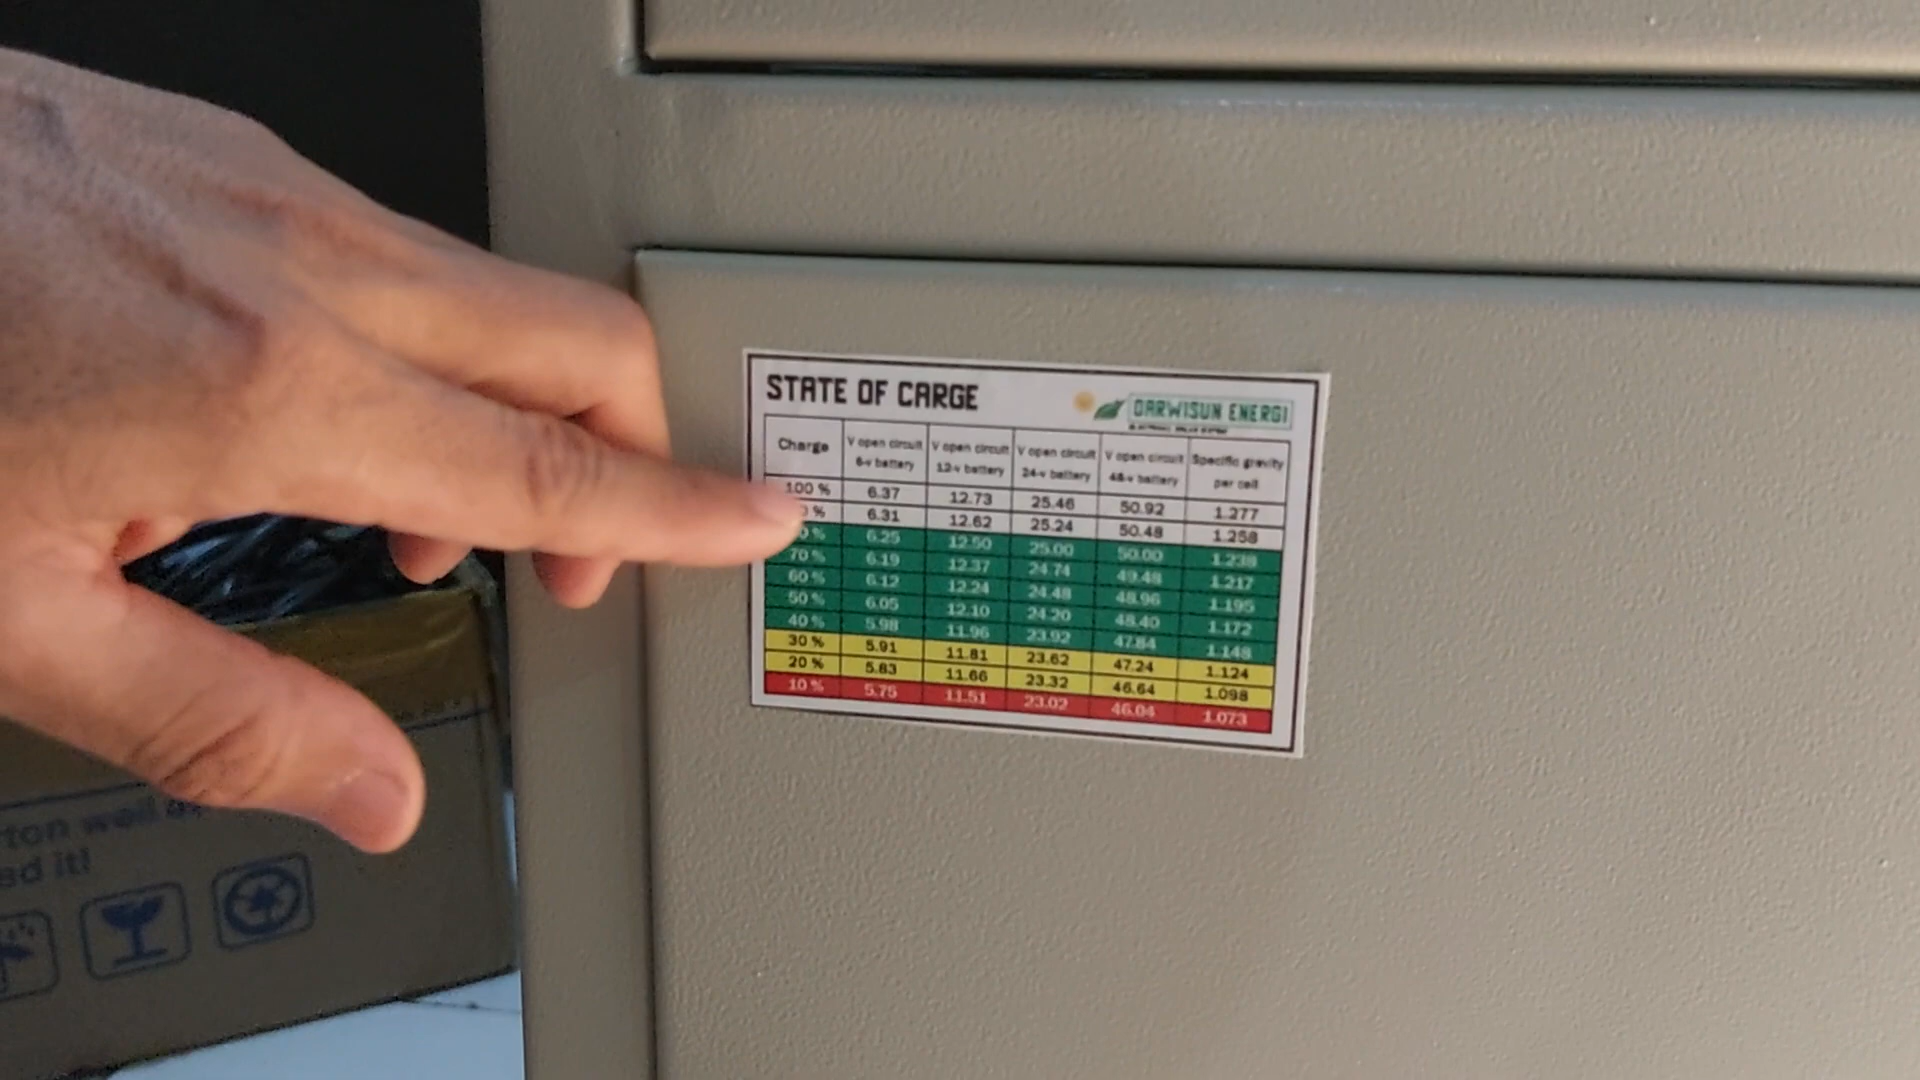 STATE OF CARGE
DARWISUN ENERGI
Charge V open circuit 6-v battery V open circuit 12-v battery V open circuit 24-v battery V open circuit 48-v battery Specific gravity per cell
100 % 6.37 12.73 25.46 50.92 1.277
0 % 6.31 12.62 25.24 50.48 1.258
0 % 6.25 12.50 25.00 50.00 1.238
70 % 6.19 12.37 24.74 49.48 1.217
60 % 6.12 12.24 24.48 48.96 1.195
50 % 6.05 12.10 24.20 48.40 1.172
40 % 5.98 11.96 23.92 47.84 1.148
30 % 5.91 11.81 23.62 47.24 1.124
20 % 5.83 11.66 23.32 46.64 1.098
10 % 5.75 11.51 23.02 46.04 1.073
rton
ed it!